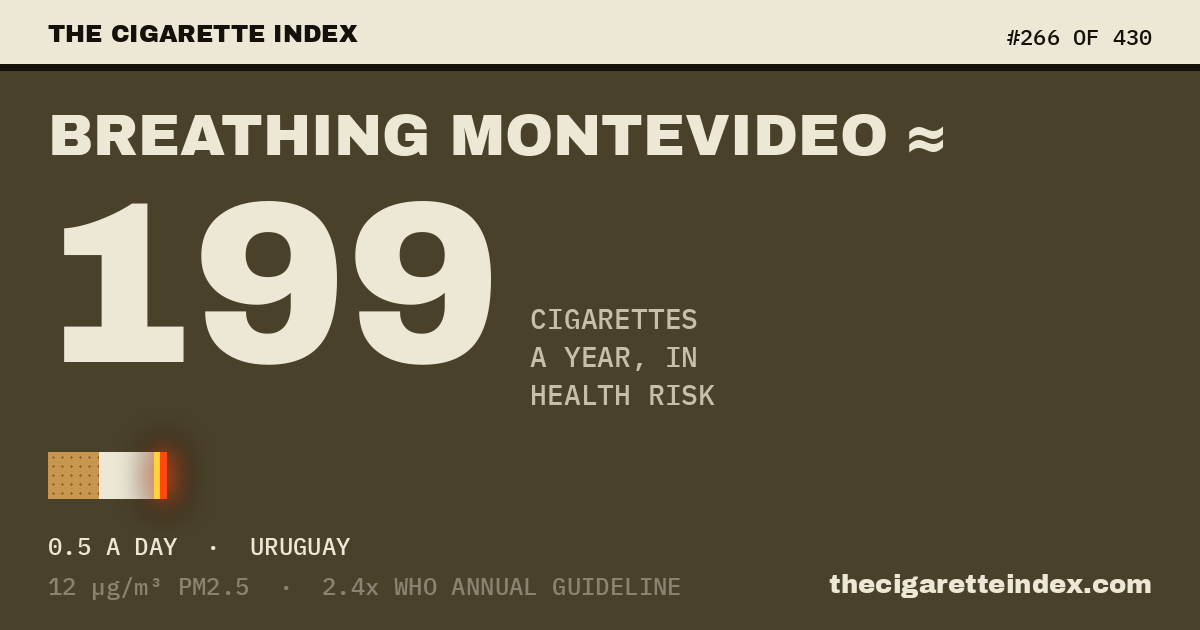 THE CIGARETTE INDEX
#266 OF 430
BREATHING MONTEVIDEO ≈
199
CIGARETTES
A YEAR, IN
HEALTH RISK
0.5 A DAY · URUGUAY
12 µg/m³ PM2.5 · 2.4x WHO ANNUAL GUIDELINE
thecigaretteindex.com